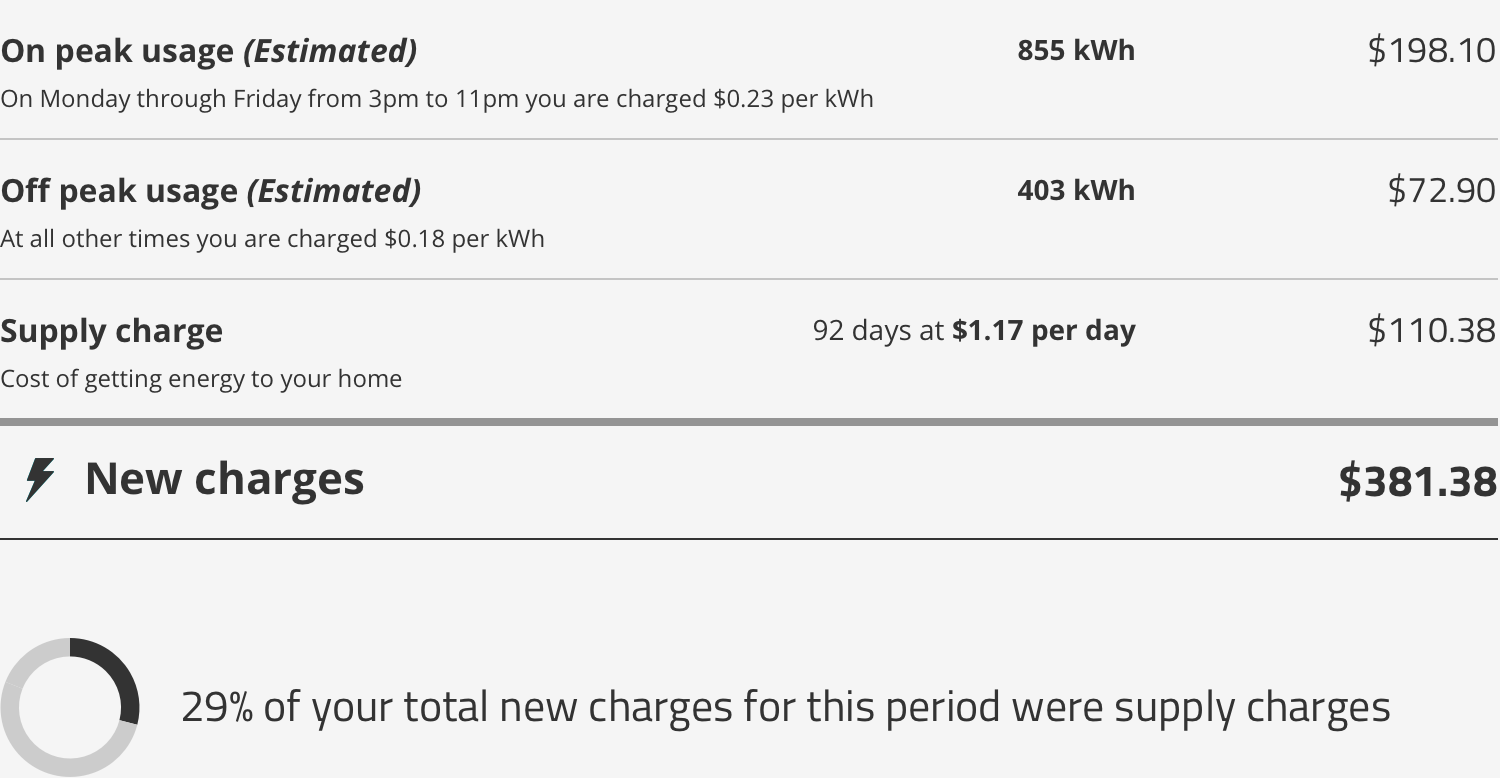 On peak usage (Estimated) 855 kWh $198.10
On Monday through Friday from 3pm to 11pm you are charged $0.23 per kWh
Off peak usage (Estimated) 403 kWh $72.90
At all other times you are charged $0.18 per kWh
Supply charge 92 days at $1.17 per day $110.38
Cost of getting energy to your home
New charges $381.38
29% of your total new charges for this period were supply charges